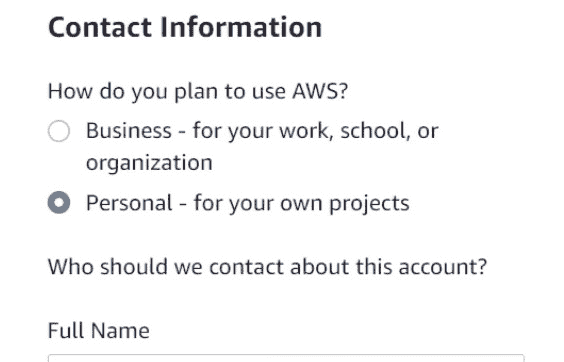 Contact Information
How do you plan to use AWS?
Business - for your work, school, or
organization
Personal - for your own projects
Who should we contact about this account?
Full Name